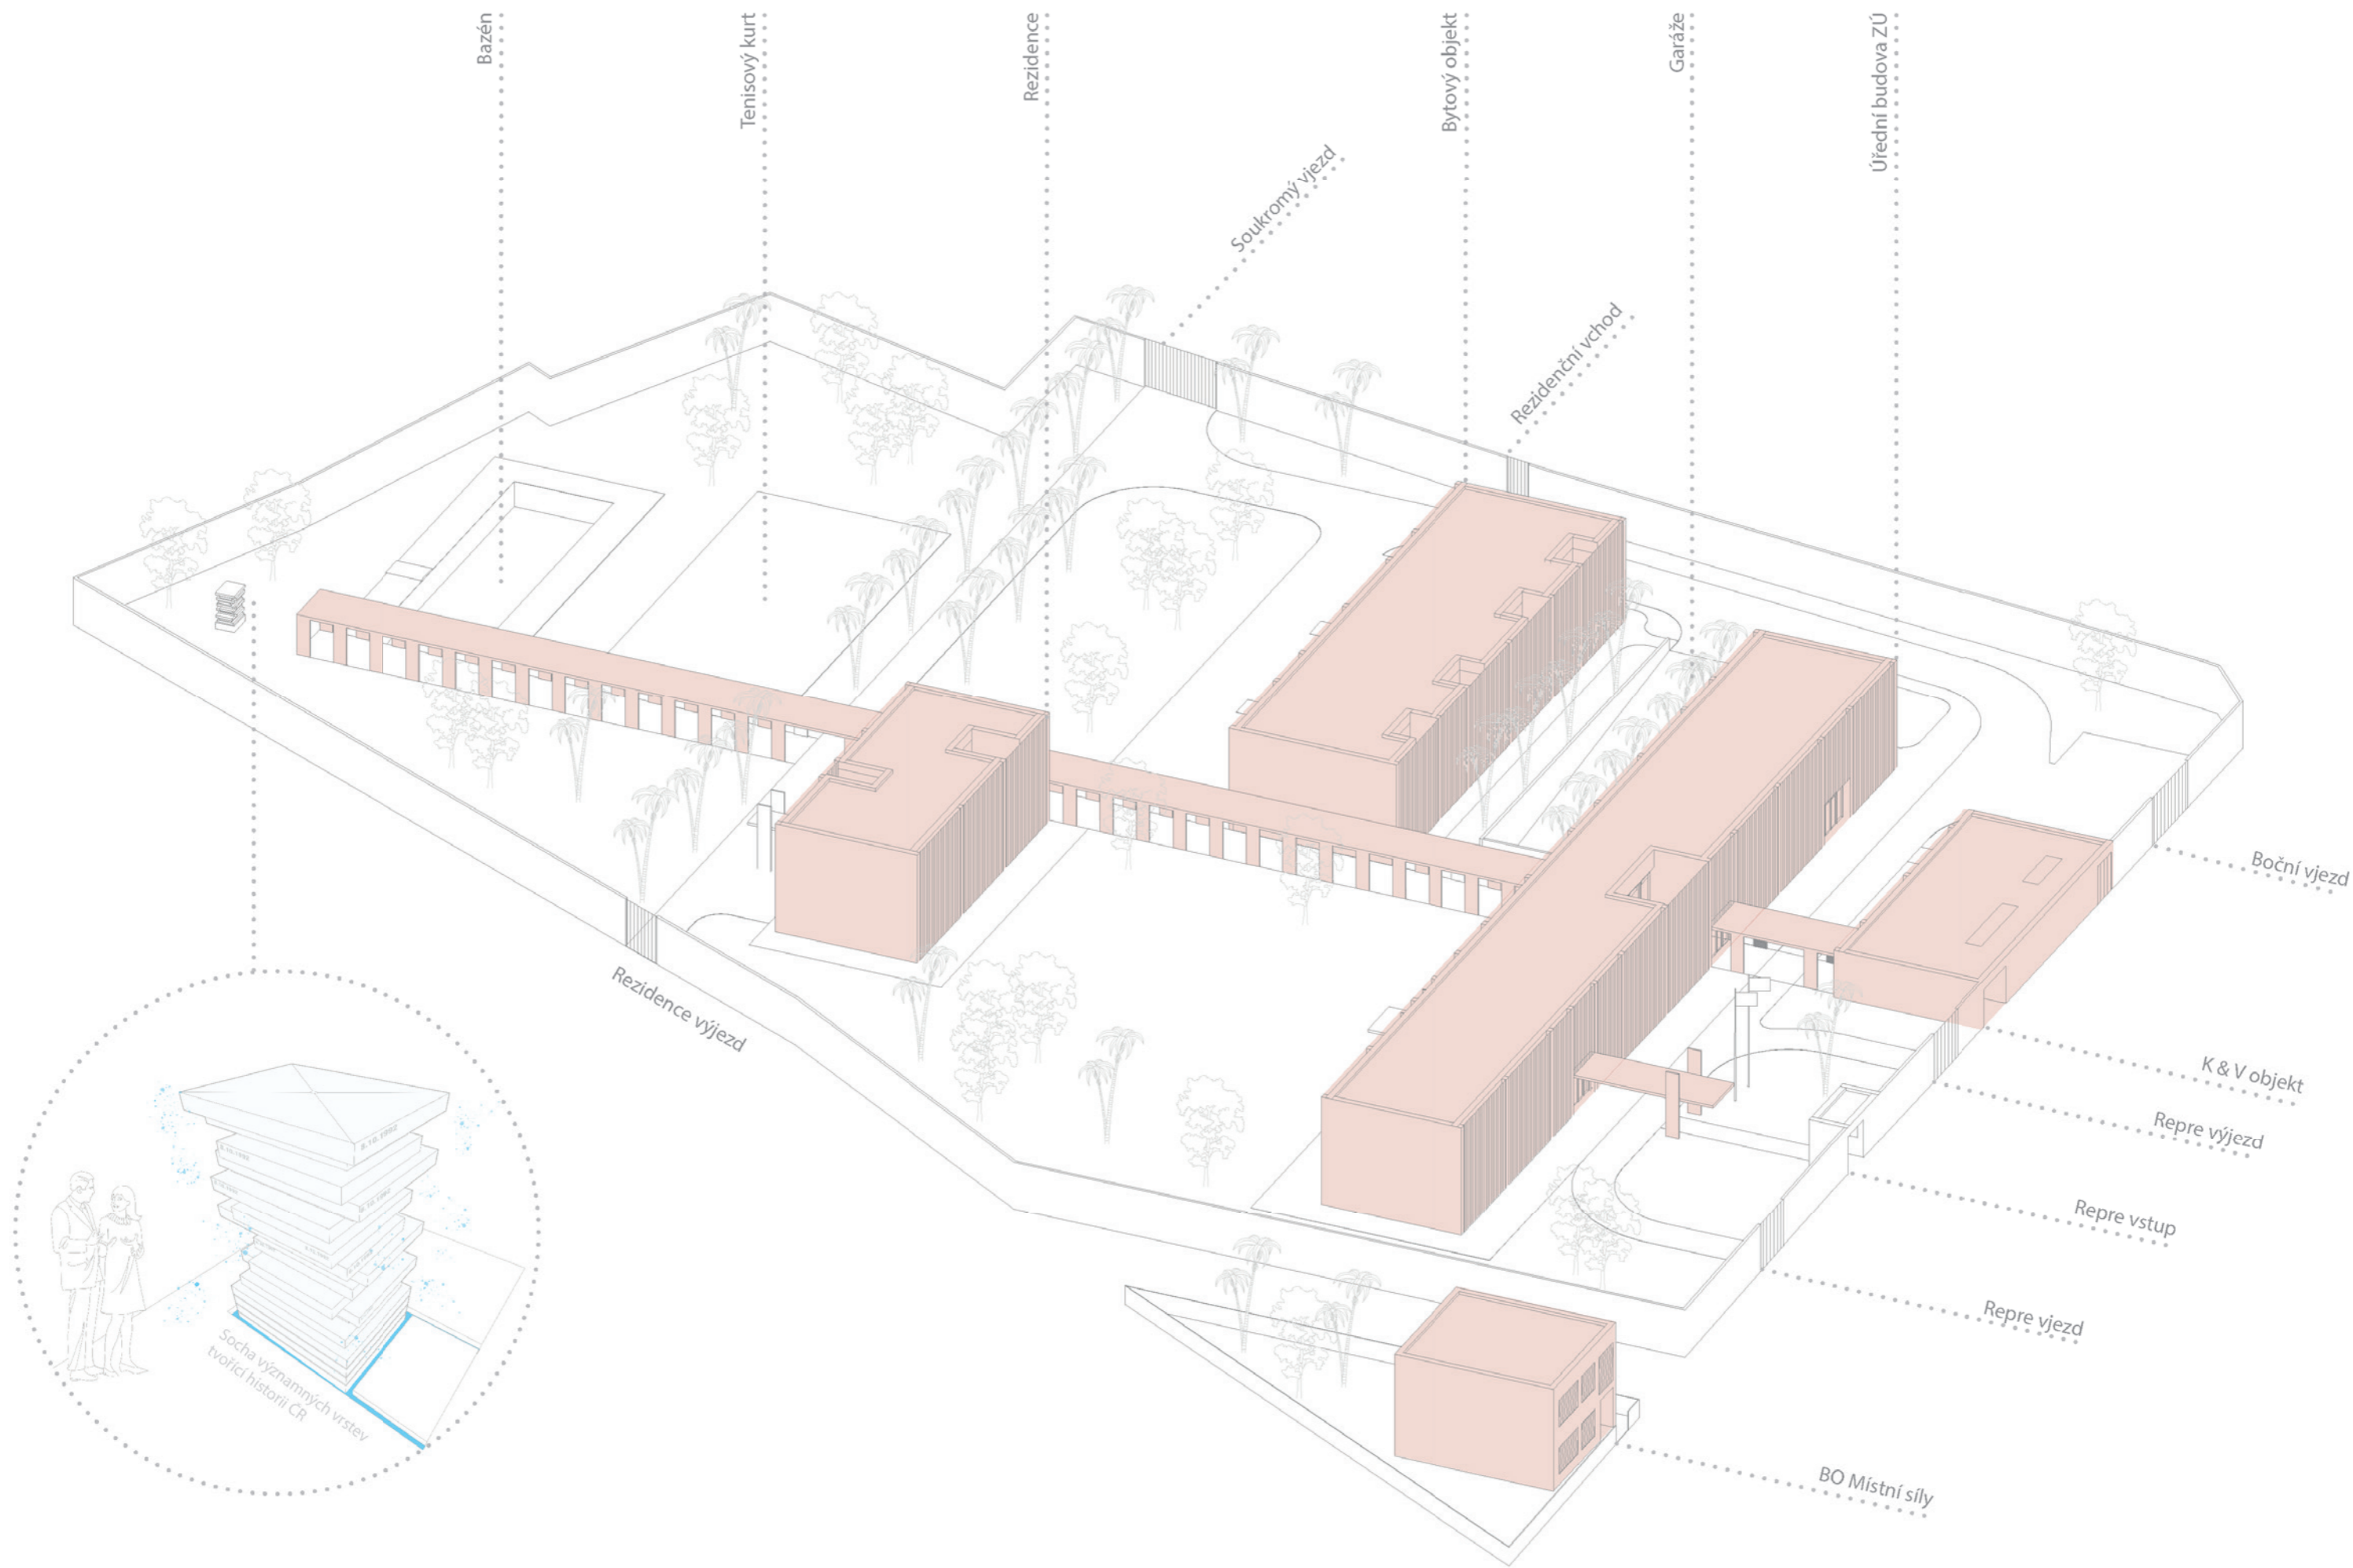 Bazén
Tenisový kurt
Rezidence
Bytový objekt
Garáže
Úřední budova ZÚ
Soukromý vjezd
Rezidenční vchod
Boční vjezd
K & V objekt
Repre výjezd
Repre vstup
Repre vjezd
BO Místní síly
Rezidence výjezd
Socha významných vrstev
tvořící historii ČR